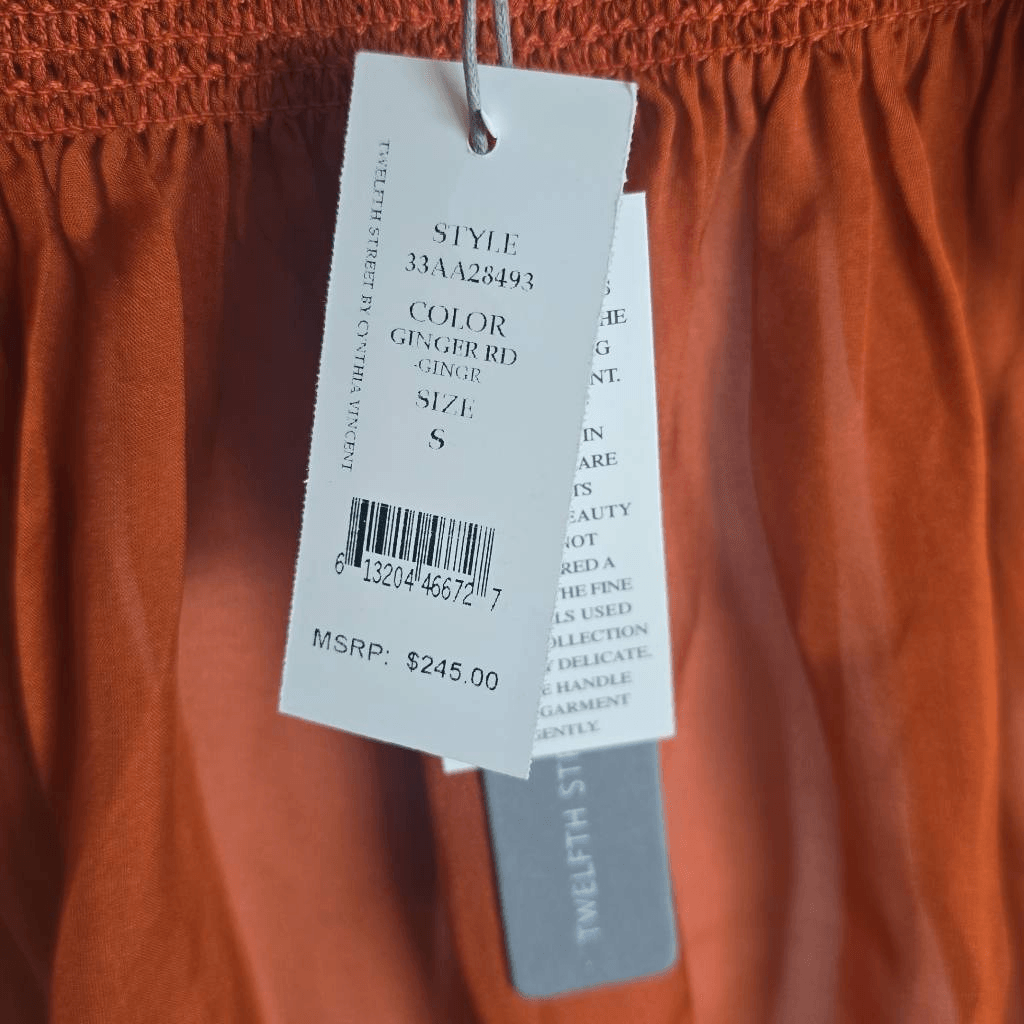 TWELFTH STREET BY CYNTHIA VINCENT
STYLE
33AA28493
COLOR
GINGER RD
-GINGR
SIZE
S
6 13204 46672 7
MSRP: $245.00
S
HE
G
NT.
IN
ARE
TS
EAUTY
NOT
RED A
HE FINE
LS USED
OLLECTION
Y DELICATE.
E HANDLE
GARMENT
GENTLY.
TWELFTH ST